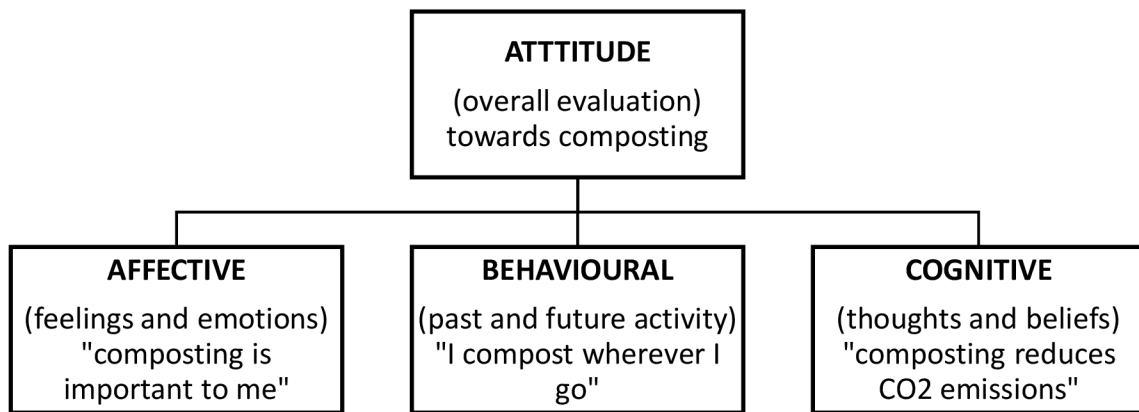 ATTTITUDE
(overall evaluation)
towards composting
AFFECTIVE
(feelings and emotions)
"composting is
important to me"
BEHAVIOURAL
(past and future activity)
"I compost wherever I
go"
COGNITIVE
(thoughts and beliefs)
"composting reduces
CO2 emissions"